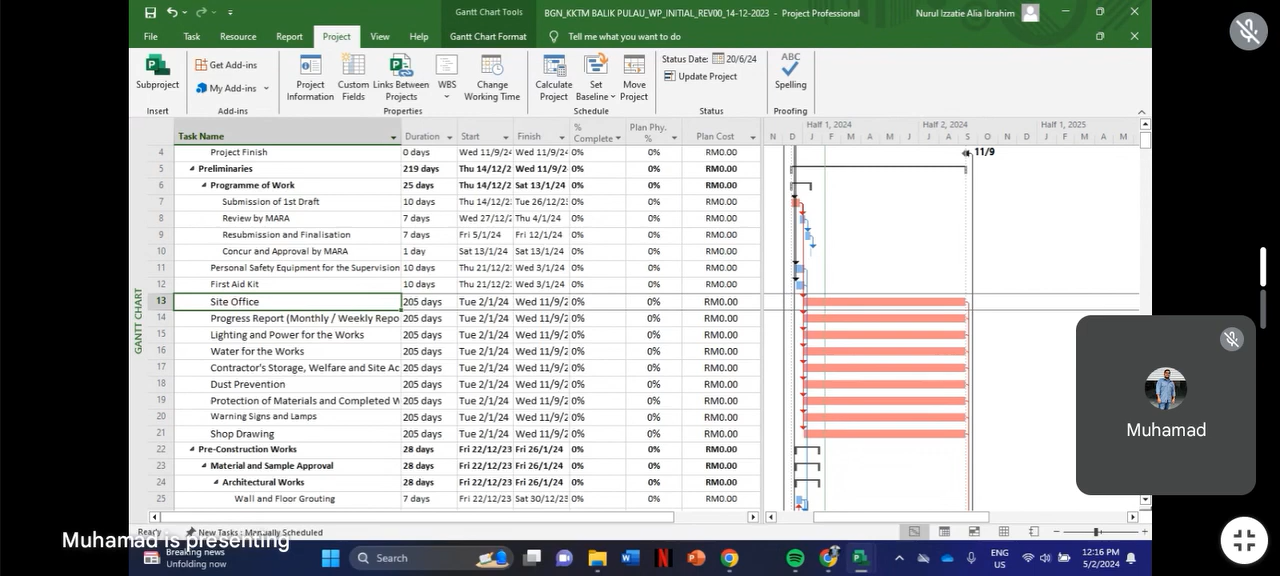 Gantt Chart Tools
BGN_KKTM BALIK PULAU_WP_INITIAL_REV00_14-12-2023 - Project Professional
Nurul Izzatie Alia Ibrahim
File Task Resource Report Project View Help Gantt Chart Format Tell me what you want to do
Subproject
Get Add-ins
My Add-ins
Project Information
Custom Fields
Links Between Projects
WBS
Change Working Time
Calculate Project
Set Baseline
Move Project
Status Date: 20/6/24
Update Project
ABC
Spelling
Insert Add-ins Properties Schedule Status Proofing
Task Name Duration Start Finish % Complete Plan Phy. % Plan Cost
Half 1, 2024 Half 2, 2024 Half 1, 2025
N D J F M A M J J A S O N D J F M A M
4 Project Finish 0 days Wed 11/9/24 Wed 11/9/2 0% 0% RM0.00
11/9
5 Preliminaries 219 days Thu 14/12/2 Wed 11/9/2 0% 0% RM0.00
6 Programme of Work 25 days Thu 14/12/2 Sat 13/1/24 0% 0% RM0.00
7 Submission of 1st Draft 10 days Thu 14/12/2 Tue 26/12/23 0% 0% RM0.00
8 Review by MARA 7 days Wed 27/12/2 Thu 4/1/24 0% 0% RM0.00
9 Resubmission and Finalisation 7 days Fri 5/1/24 Fri 12/1/24 0% 0% RM0.00
10 Concur and Approval by MARA 1 day Sat 13/1/24 Sat 13/1/24 0% 0% RM0.00
11 Personal Safety Equipment for the Supervision 10 days Thu 21/12/2 Wed 3/1/24 0% 0% RM0.00
12 First Aid Kit 10 days Thu 21/12/2 Wed 3/1/24 0% 0% RM0.00
13 Site Office 205 days Tue 2/1/24 Wed 11/9/2 0% 0% RM0.00
14 Progress Report (Monthly / Weekly Repo 205 days Tue 2/1/24 Wed 11/9/2 0% 0% RM0.00
15 Lighting and Power for the Works 205 days Tue 2/1/24 Wed 11/9/2 0% 0% RM0.00
16 Water for the Works 205 days Tue 2/1/24 Wed 11/9/2 0% 0% RM0.00
17 Contractor's Storage, Welfare and Site Ac 205 days Tue 2/1/24 Wed 11/9/2 0% 0% RM0.00
18 Dust Prevention 205 days Tue 2/1/24 Wed 11/9/2 0% 0% RM0.00
19 Protection of Materials and Completed W 205 days Tue 2/1/24 Wed 11/9/2 0% 0% RM0.00
20 Warning Signs and Lamps 205 days Tue 2/1/24 Wed 11/9/2 0% 0% RM0.00
21 Shop Drawing 205 days Tue 2/1/24 Wed 11/9/2 0% 0% RM0.00
22 Pre-Construction Works 28 days Fri 22/12/23 Fri 26/1/24 0% 0% RM0.00
23 Material and Sample Approval 28 days Fri 22/12/23 Fri 26/1/24 0% 0% RM0.00
24 Architectural Works 28 days Fri 22/12/23 Fri 26/1/24 0% 0% RM0.00
25 Wall and Floor Grouting 7 days Fri 22/12/23 Sat 30/12/23 0% 0% RM0.00
GANTT CHART
Muhamad
Ready New Tasks : Manually Scheduled
Muhamad is presenting
Breaking news
Unfolding now
Search
ENG
US
12:16 PM
5/2/2024